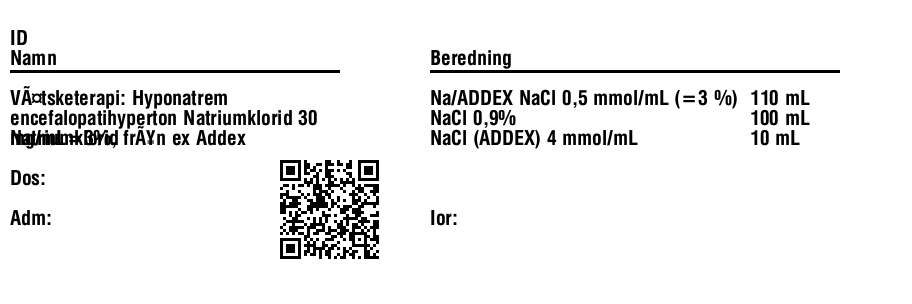 ID
Namn
VÃ¤tsketerapi: Hyponatrem
encefalopatihyperton Natriumklorid 30
frÃ¥n ex Addex
Dos:
Adm:
Beredning
Na/ADDEX NaCl 0,5 mmol/mL (=3 %) 110 mL
NaCl 0,9% 100 mL
NaCl (ADDEX) 4 mmol/mL 10 mL
Ior: